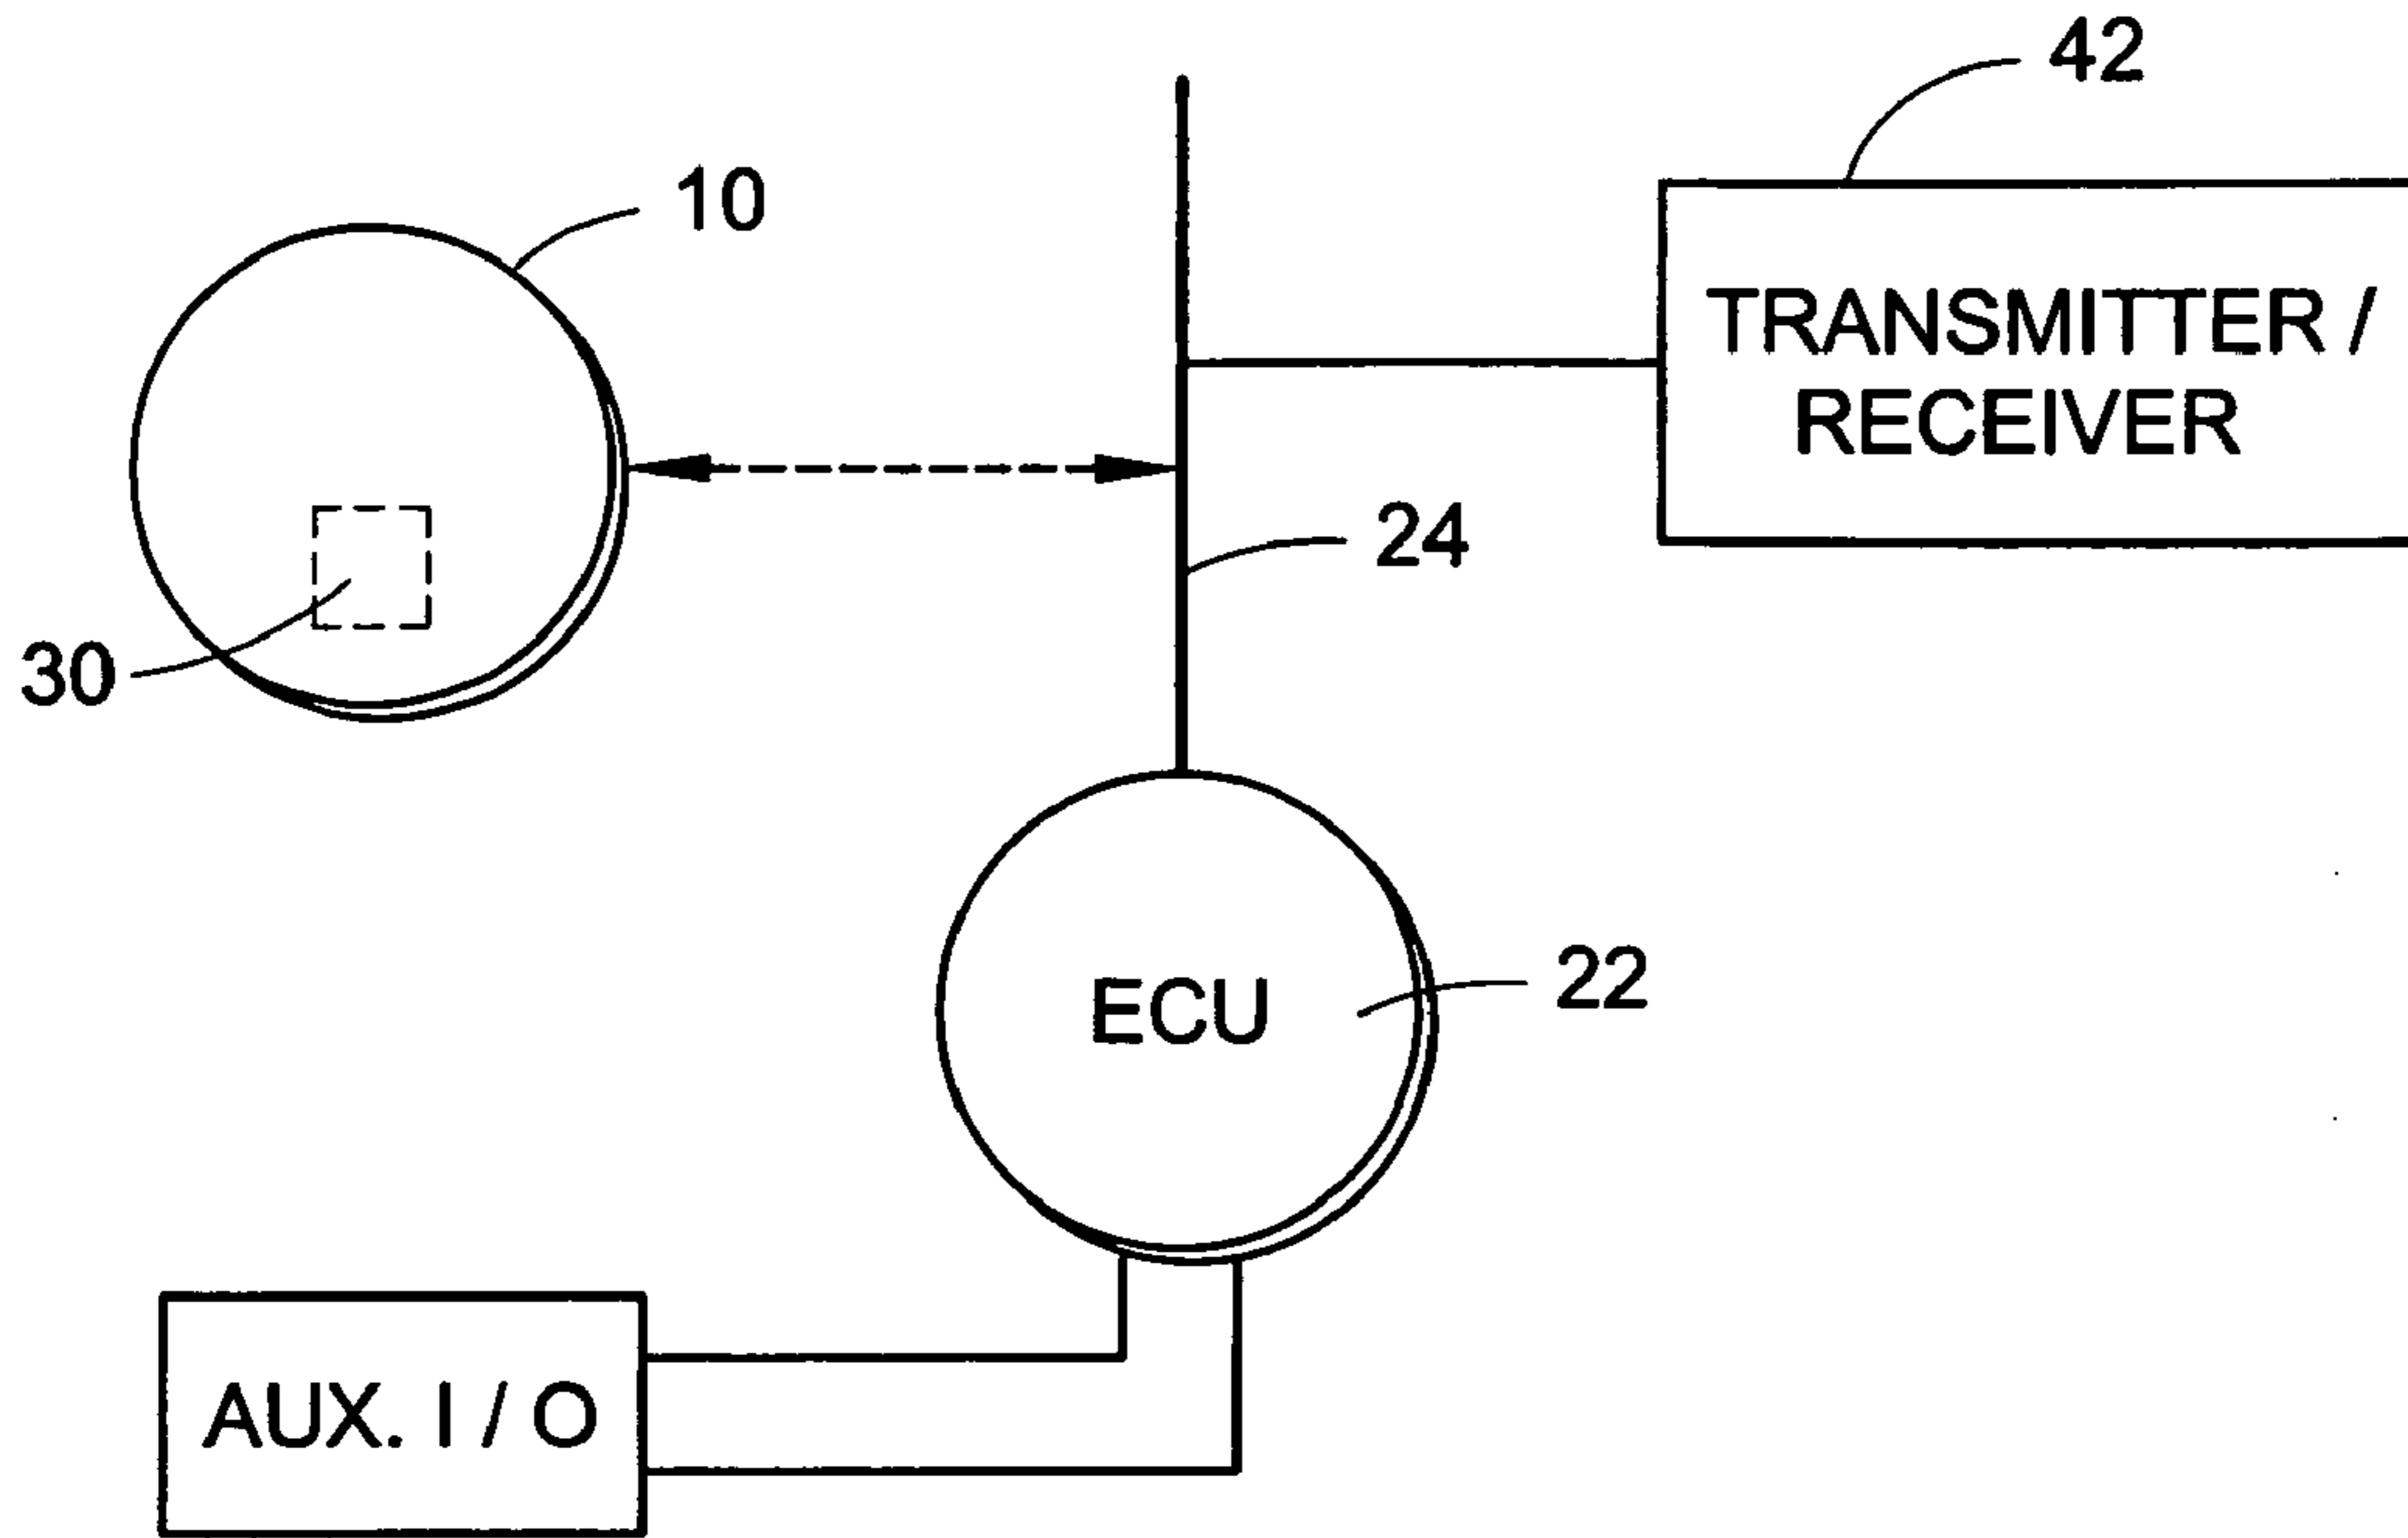 42
10
TRANSMITTER /
RECEIVER
24
30
ECU
22
AUX. I / O